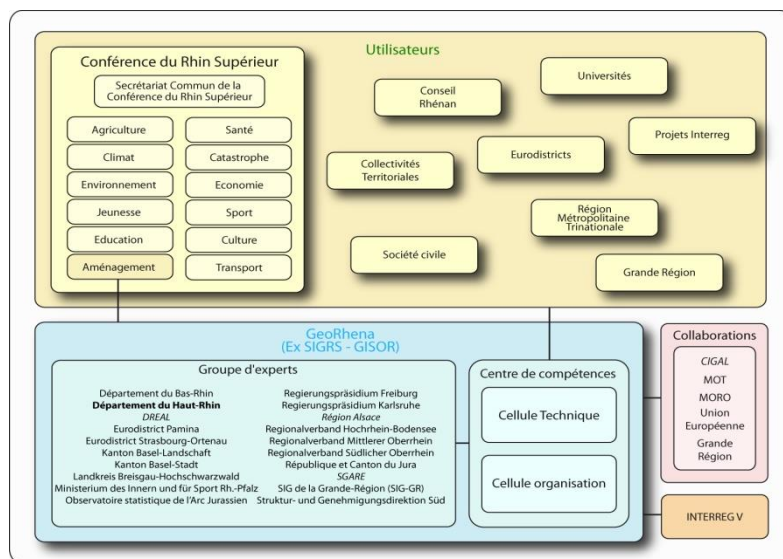 Utilisateurs
Conférence du Rhin Supérieur
Secrétariat Commun de la
Conférence du Rhin Supérieur
Agriculture
Santé
Climat
Catastrophe
Environnement
Economie
Jeunesse
Sport
Education
Culture
Aménagement
Transport
Conseil
Rhénan
Universités
Projets Interreg
Eurodistricts
Collectivités
Territoriales
Région
Métropolitaine
Trinationale
Société civile
Grande Région
GeoRhena
(Ex SIGRS - GISOR)
Groupe d'experts
Département du Bas-Rhin
Département du Haut-Rhin
DREAL
Eurodistrict Pamina
Eurodistrict Strasbourg-Ortenau
Kanton Basel-Landschaft
Kanton Basel-Stadt
Landkreis Breisgau-Hochschwarzwald
Ministerium des Innern und für Sport Rh.-Pfalz
Observatoire statistique de l'Arc Jurassien
Regierungspräsidium Freiburg
Regierungspräsidium Karlsruhe
Région Alsace
Regionalverband Hochrhein-Bodensee
Regionalverband Mittlerer Oberrhein
Regionalverband Südlicher Oberrhein
République et Canton du Jura
SGARE
SIG de la Grande-Région (SIG-GR)
Struktur- und Genehmigungsdirektion Süd
Centre de compétences
Cellule Technique
Cellule organisation
Collaborations
CIGAL
MOT
MORO
Union
Européenne
Grande
Région
INTERREG V